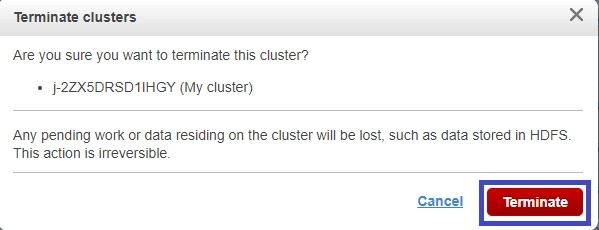 Terminate clusters
Are you sure you want to terminate this cluster?
• j-2ZX5DRSD1IHGY (My cluster)
Any pending work or data residing on the cluster will be lost, such as data stored in HDFS.
This action is irreversible.
Cancel
Terminate